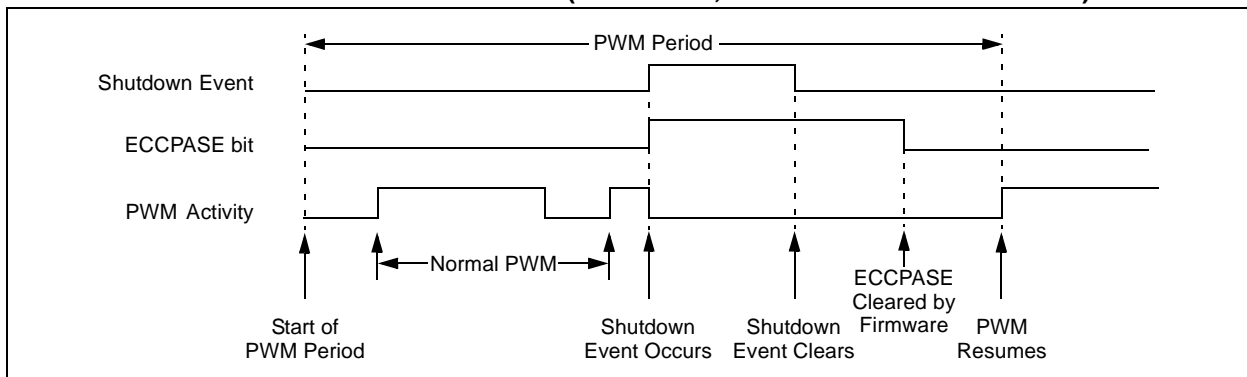 PWM Period
Shutdown Event
ECCPASE bit
PWM Activity
Normal PWM
Start of
PWM Period
Shutdown
Event Occurs
Shutdown
Event Clears
ECCPASE
Cleared by
Firmware
PWM
Resumes